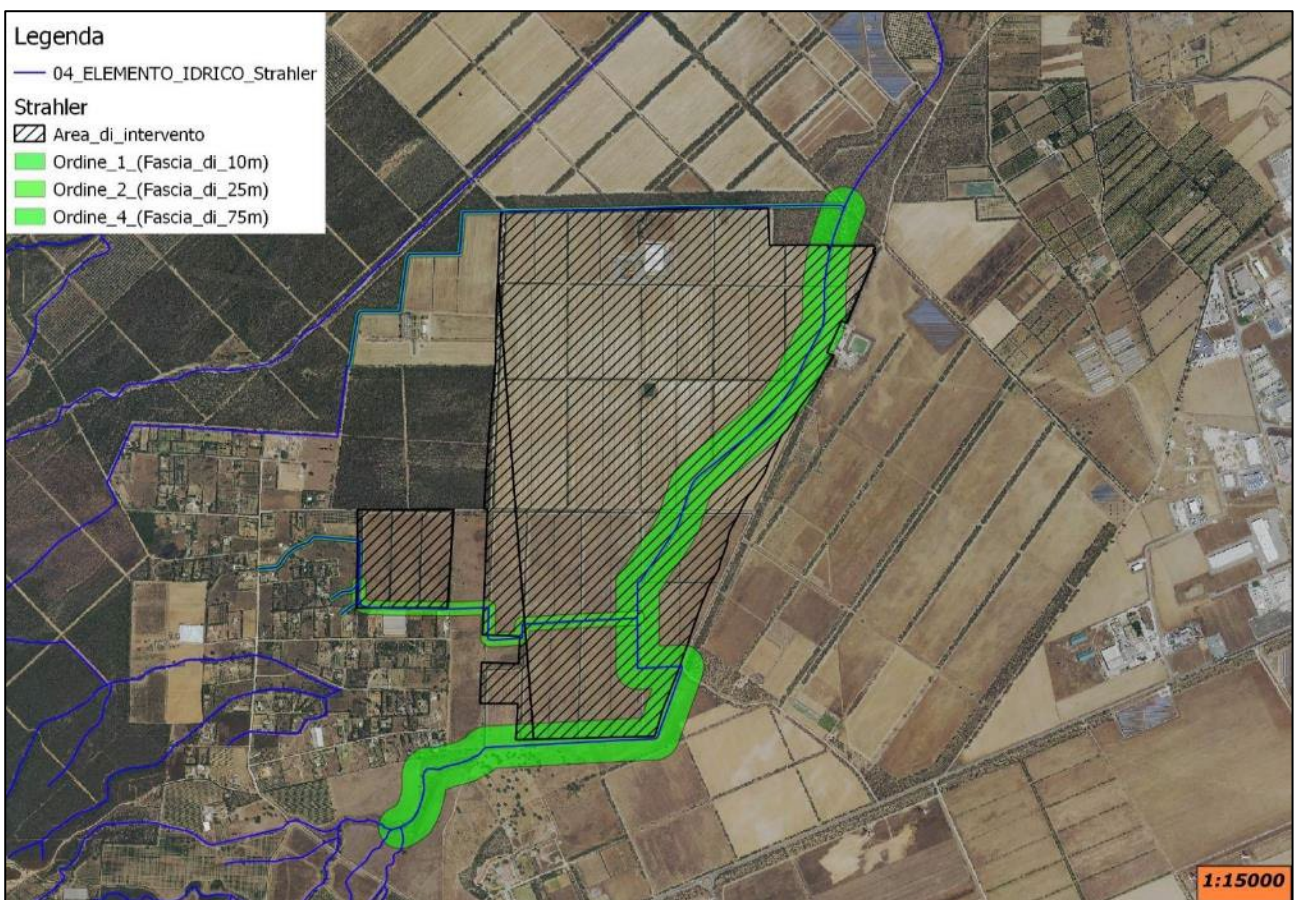 Legenda
04_ELEMENTO_IDRICO_Strahler
Strahler
Area_di_intervento
Ordine_1_(Fascia_di_10m)
Ordine_2_(Fascia_di_25m)
Ordine_4_(Fascia_di_75m)
1:15000